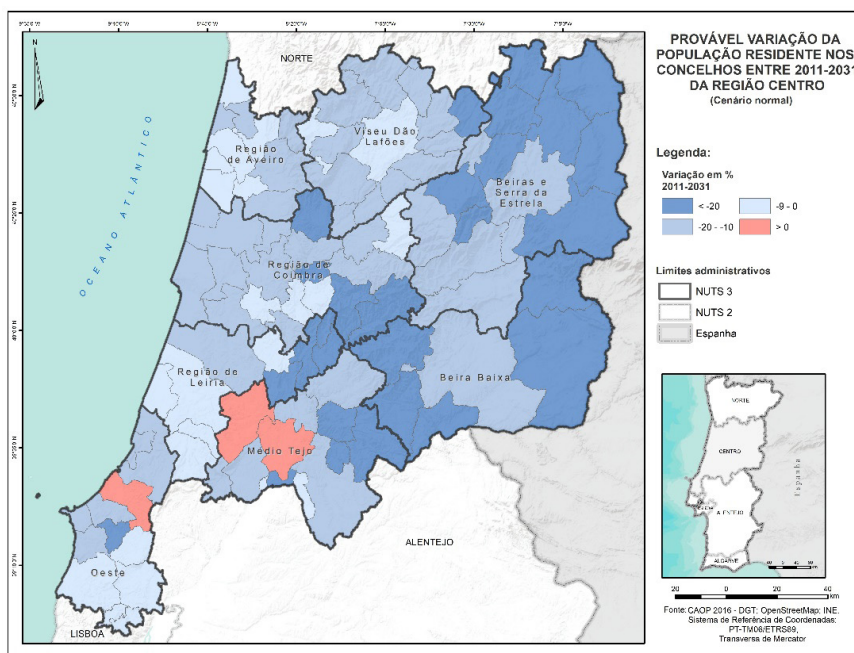 PROVÁVEL VARIAÇÃO DA
POPULAÇÃO RESIDENTE NOS
CONCELHOS ENTRE 2011-2031
DA REGIÃO CENTRO
(Cenário normal)
Legenda:
Variação em %
2011-2031
< -20
-9 - 0
-20 - -10
> 0
Limites administrativos
NUTS 3
NUTS 2
Espanha
N
NORTE
OCEANO ATLÂNTICO
Região
de Aveiro
Viseu Dão
Lafões
Beiras e
Serra da
Estrela
Região de
Coimbra
Região de
Leiria
Beira Baixa
Médio Tejo
Oeste
ALENTEJO
LISBOA
NORTE
CENTRO
Espanha
ALENTEJO
ALGARVE
20 0 20 40
km
Fonte: CAOP 2016 - DGT; OpenStreetMap; INE.
Sistema de Referência de Coordenadas:
PT-TM06/ETRS89,
Transversa de Mercator